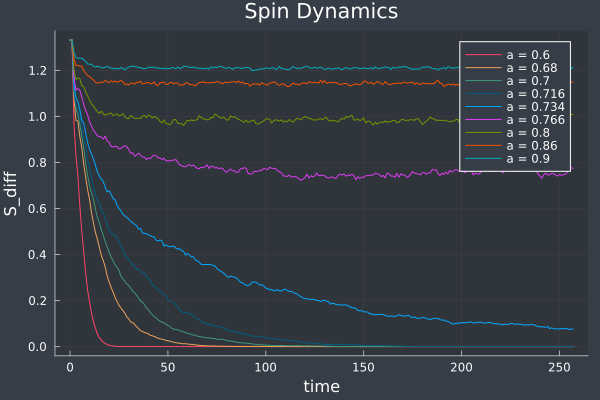 Spin Dynamics
S_diff
1.2
1.0
0.8
0.6
0.4
0.2
0.0
0 50 100 150 200 250
time
a = 0.6
a = 0.68
a = 0.7
a = 0.716
a = 0.734
a = 0.766
a = 0.8
a = 0.86
a = 0.9